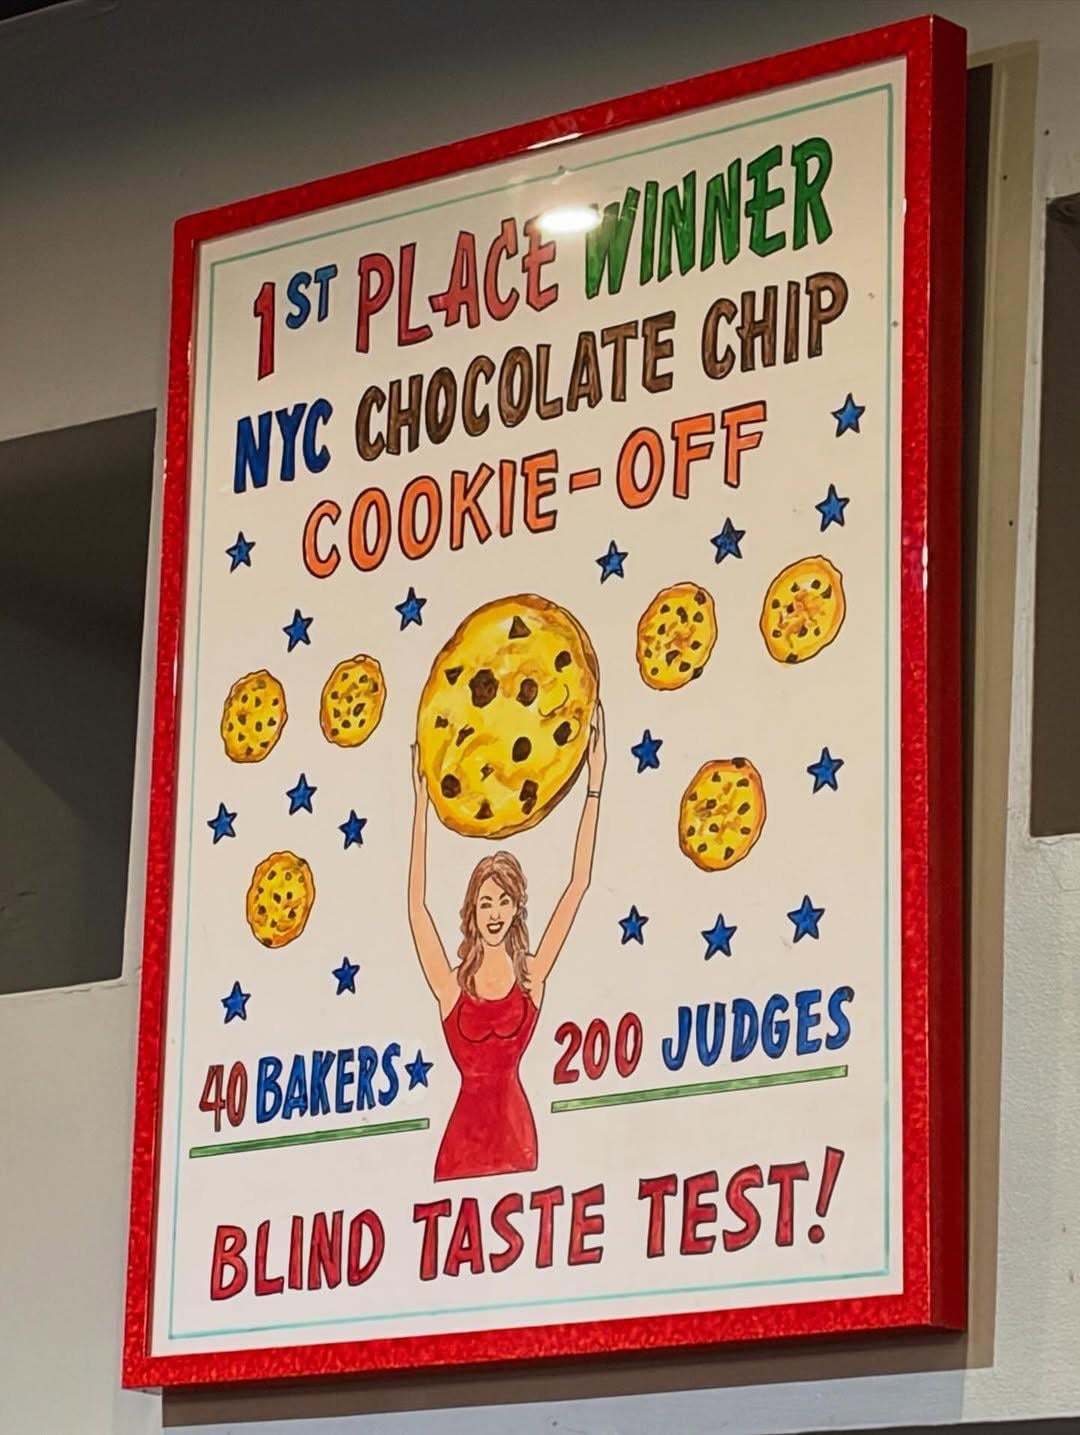 1ST PLACE WINNER
NYC CHOCOLATE CHIP
COOKIE-OFF
40 BAKERS★ 200 JUDGES
BLIND TASTE TEST!